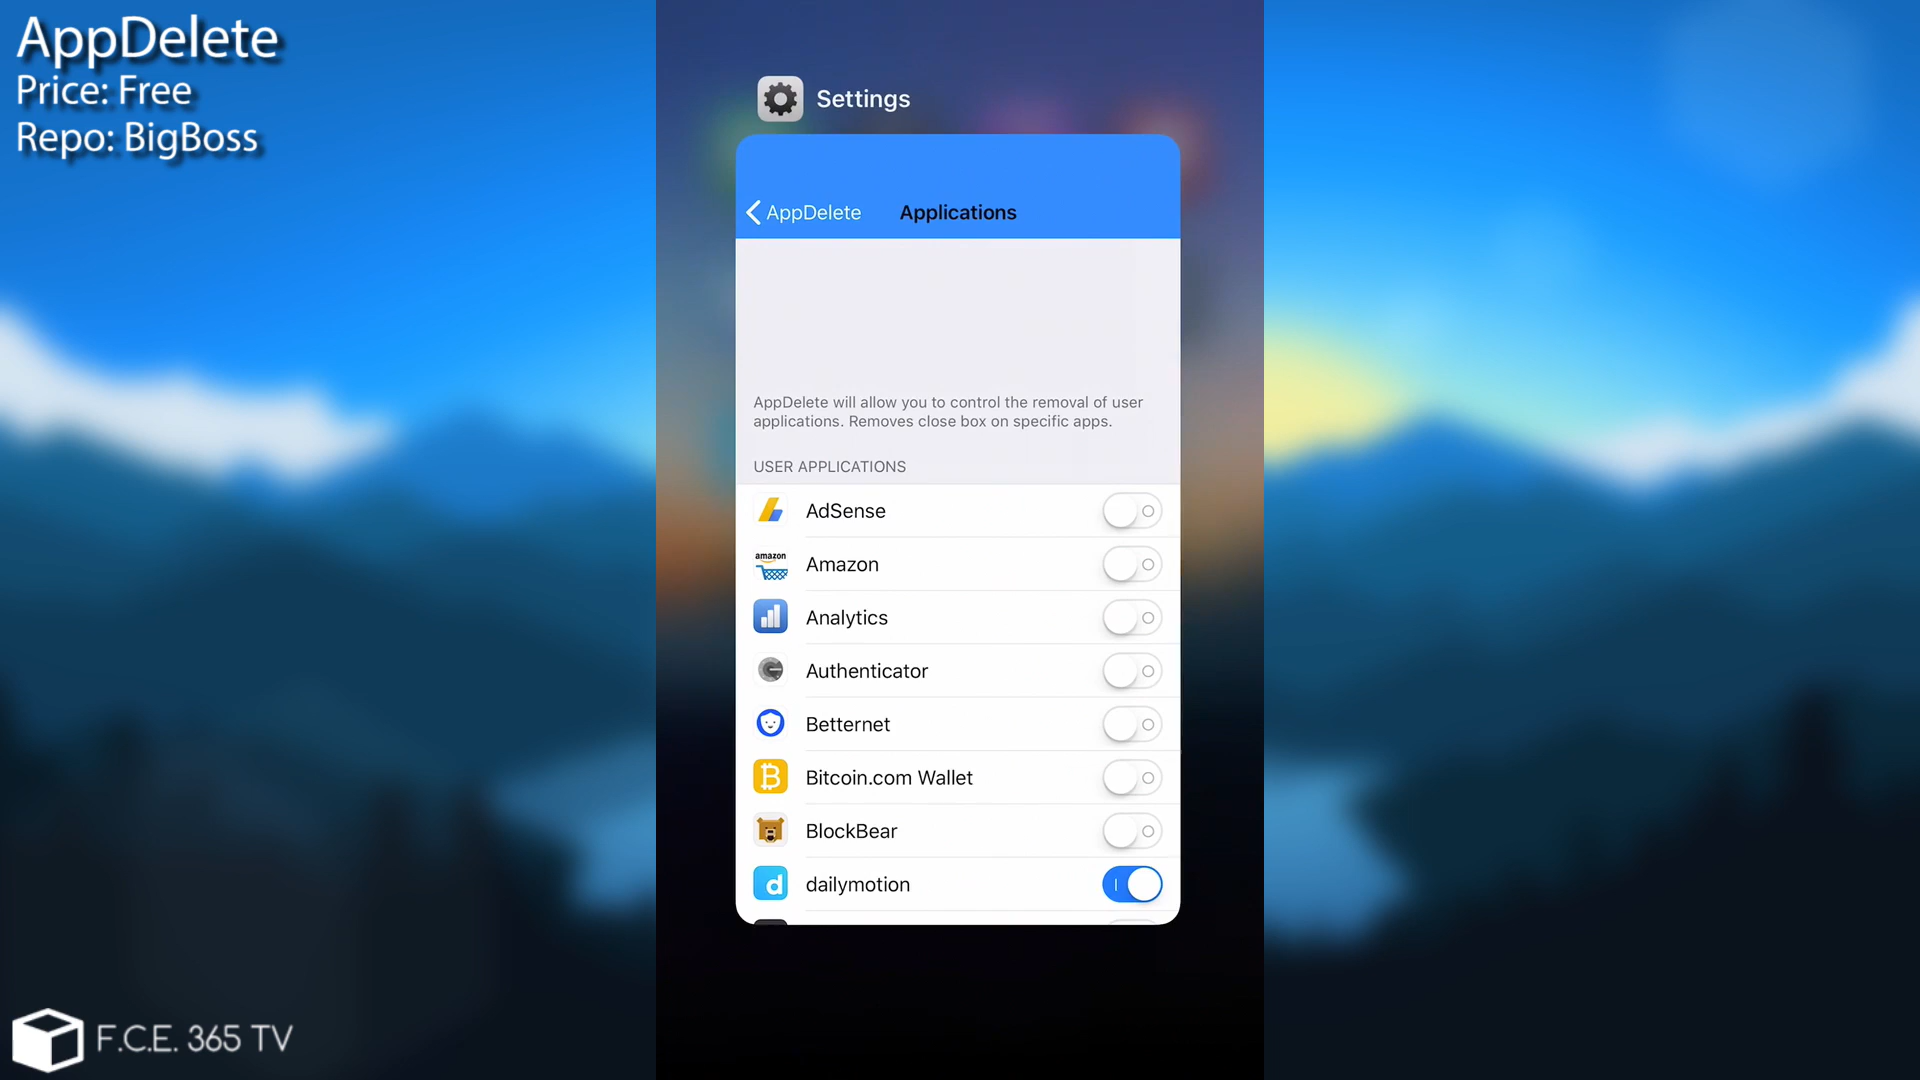 AppDelete
Price: Free
Repo: BigBoss
Settings
AppDelete
Applications
AppDelete will allow you to control the removal of user
applications. Removes close box on specific apps.
USER APPLICATIONS
AdSense
amazon
Amazon
Analytics
Authenticator
Betternet
Bitcoin.com Wallet
BlockBear
d
dailymotion
F.C.E. 365 TV